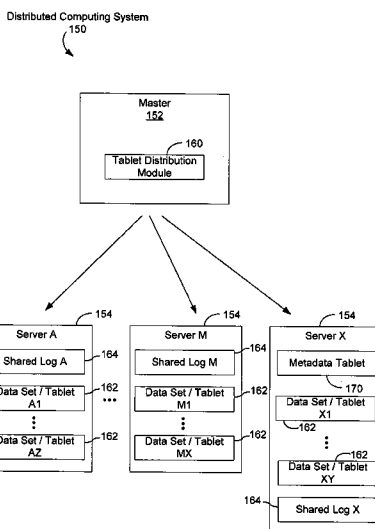 Distributed Computing System
150
Master
152
160
Tablet Distribution
Module
154
Server A
Shared Log A
164
Data Set / Tablet
A1
162
Data Set / Tablet
AZ
162
154
Server M
Shared Log M
164
Data Set / Tablet
M1
162
Data Set / Tablet
MX
162
154
Server X
Metadata Tablet
170
Data Set / Tablet
X1
162
162
Data Set / Tablet
XY
164
Shared Log X